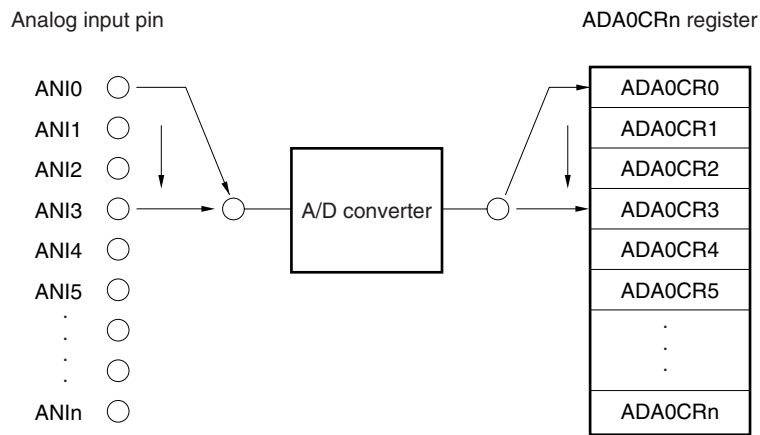 Analog input pin
ADA0CRn register
ANI0
ANI1
ANI2
ANI3
ANI4
ANI5
.
.
.
.
ANIn
A/D converter
ADA0CR0
ADA0CR1
ADA0CR2
ADA0CR3
ADA0CR4
ADA0CR5
.
.
.
ADA0CRn